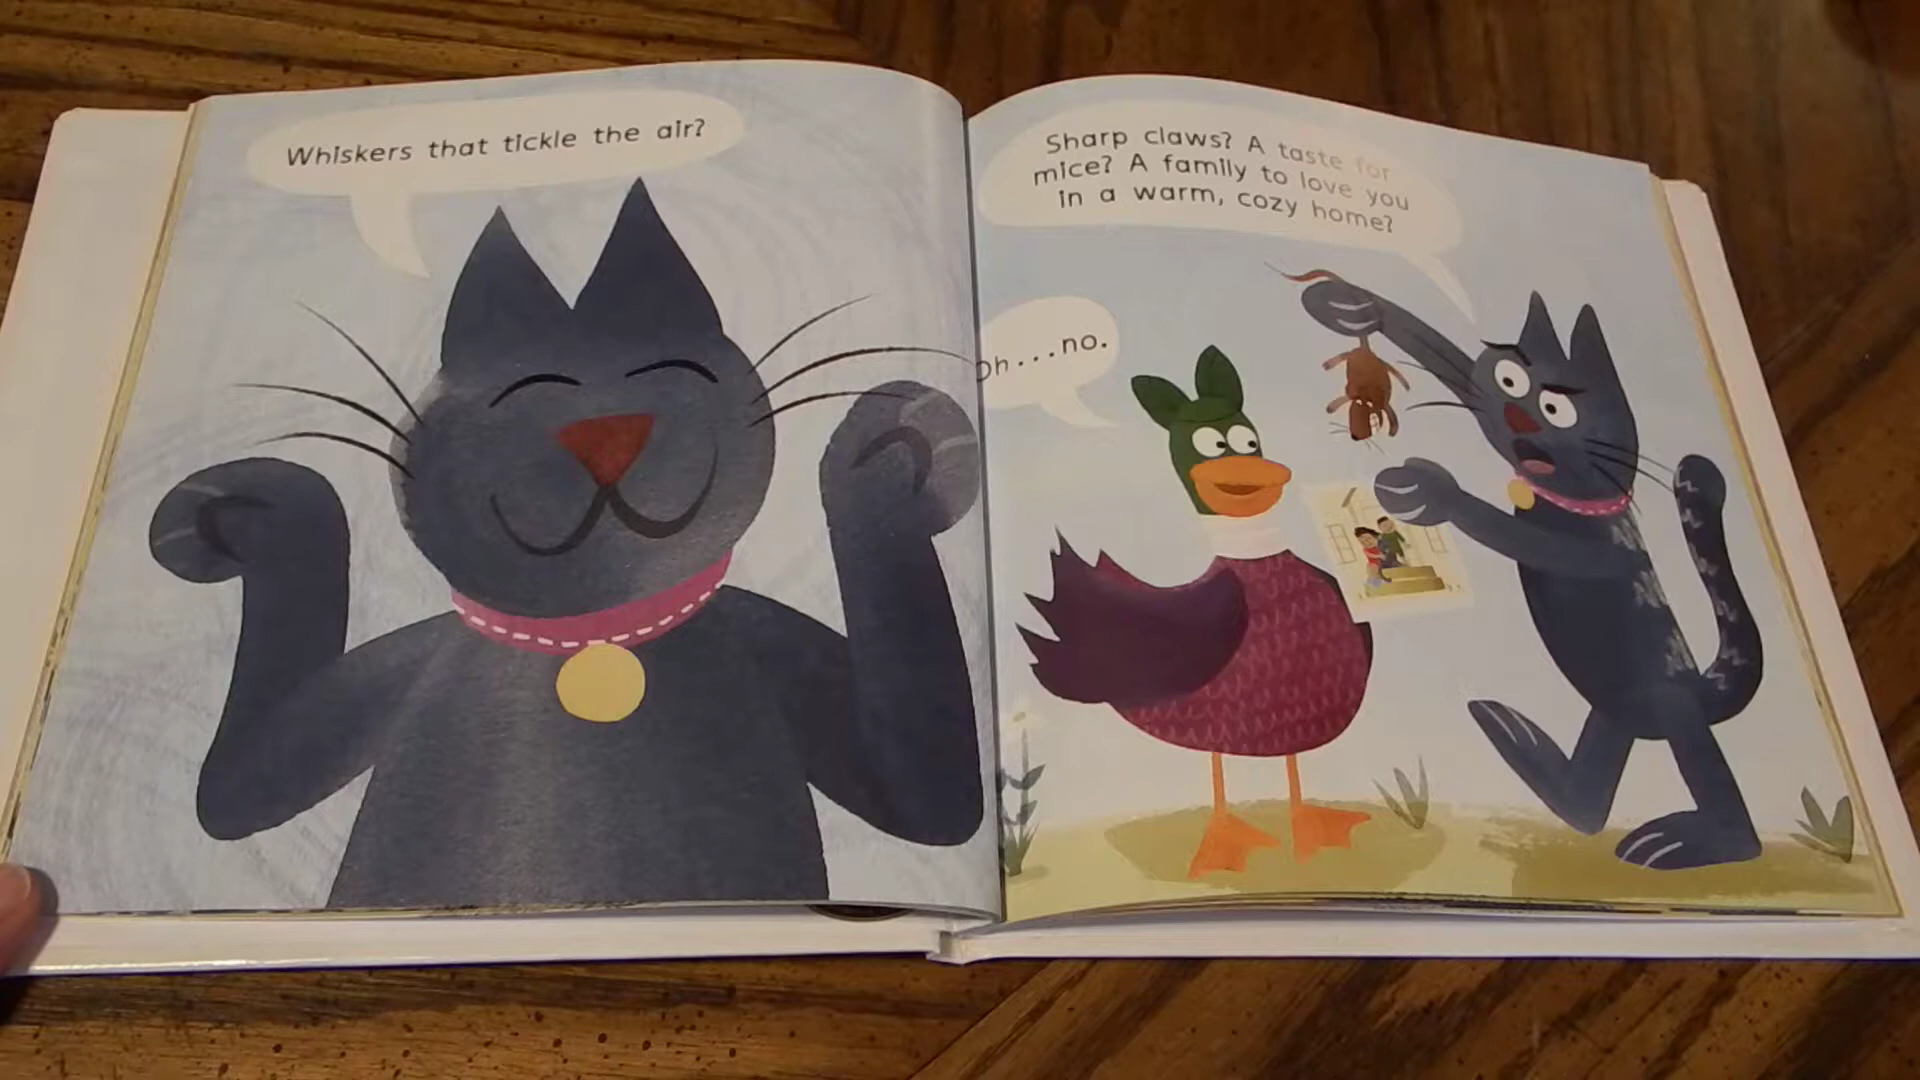 Whiskers that tickle the air?
Sharp claws? A taste for
mice? A family to love you
in a warm, cozy home?
Oh...no.